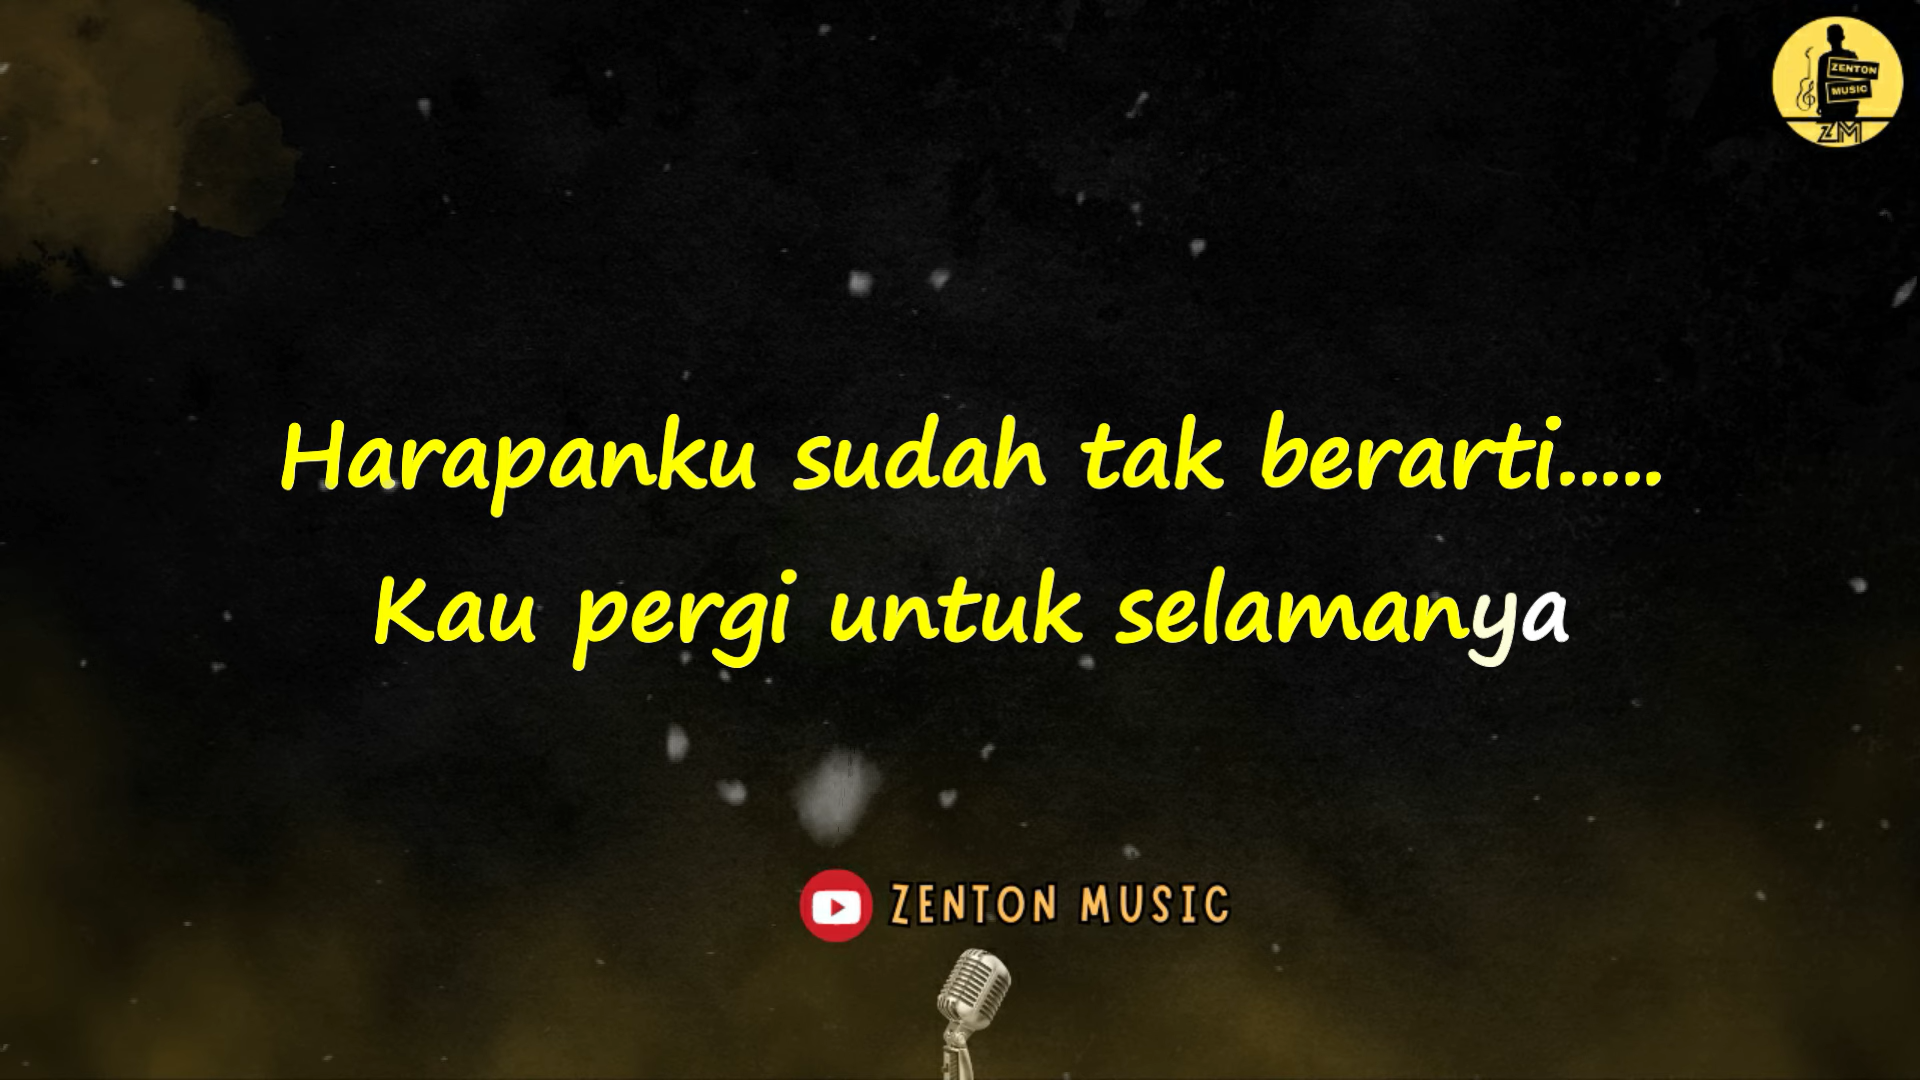 ZENTON
MUSIC
ZM
Harapanku sudah tak berarti.....
Kau pergi untuk selamanya
ZENTON MUSIC